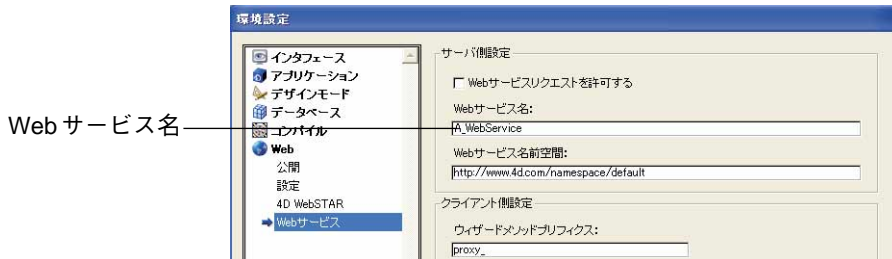 環境設定
Webサービス名
インタフェース
アプリケーション
デザインモード
データベース
コンパイル
Web
公開
設定
4D WebSTAR
Webサービス
サーバ側設定
Webサービスリクエストを許可する
Webサービス名:
A_WebService
Webサービス名前空間:
http://www.4d.com/namespace/default
クライアント側設定
ウィザードメソッドプリフィクス:
proxy_